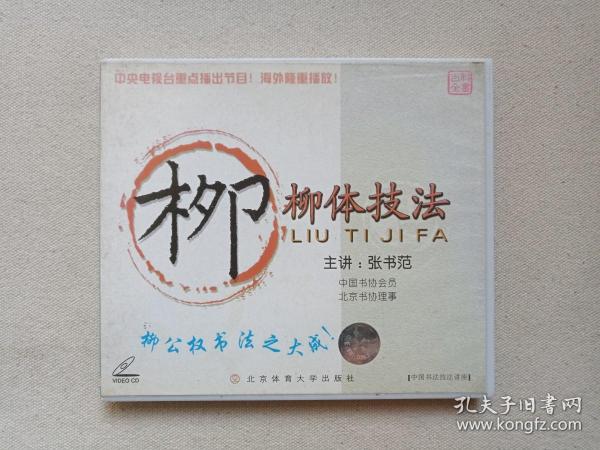 中央电视台重点播出节目！海外隆重播放！
柳
柳体技法
LIU TI JI FA
主讲：张书范
中国书协会员
北京书协理事
柳公权书法之大成！
VIDEO CD
北京体育大学出版社
【中国书法技法讲座】
孔夫子旧书网
www.kongfz.com